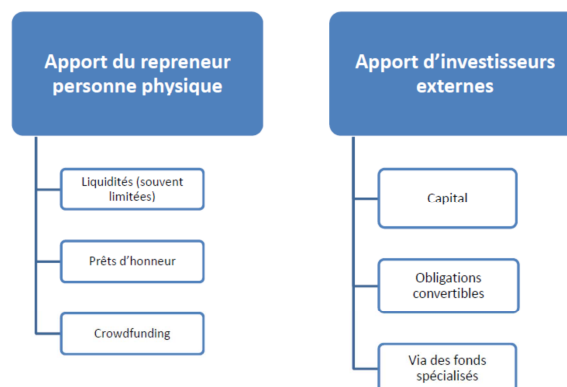 Apport du repreneur
personne physique
Liquidités (souvent
limitées)
Prêts d'honneur
Crowdfunding
Apport d'investisseurs
externes
Capital
Obligations
convertibles
Via des fonds
spécialisés